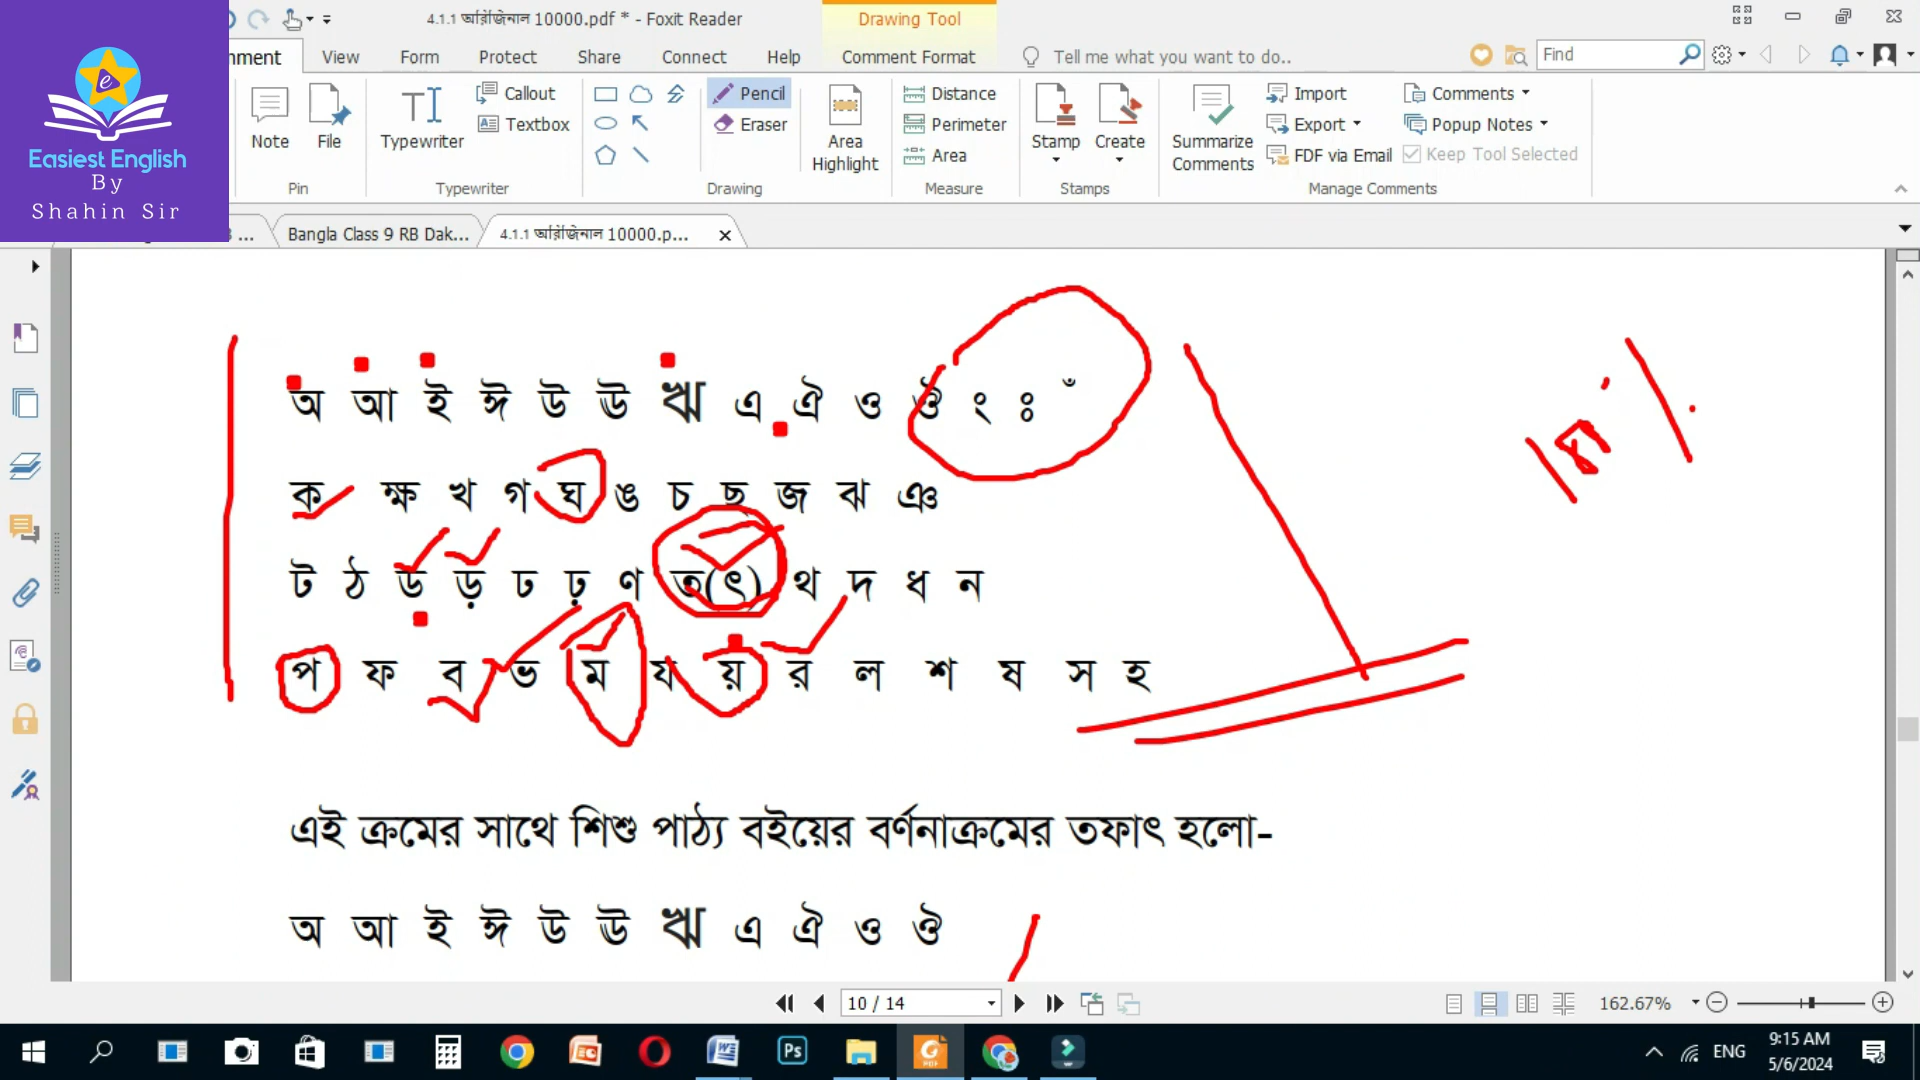 4.1.1 অরিজিনাল 10000.pdf * - Foxit Reader
Drawing Tool
View Form Protect Share Connect Help Comment Format Tell me what you want to do.. Find
Note File Typewriter Callout Textbox Pencil Eraser Area Highlight Distance Perimeter Area Stamp Create Summarize Comments Import Export FDF via Email Comments Popup Notes Keep Tool Selected
Pin Typewriter Drawing Measure Stamps Manage Comments
Easiest English
By
Shahin Sir
... Bangla Class 9 RB Dak... 4.1.1 অরিজিনাল 10000.p...
অ আ ই ঈ উ ঊ ঋ এ ঐ ও ঔ ং ঃ ঁ
ক ক্ষ খ গ ঘ ঙ চ ছ জ ঝ ঞ
ট ঠ ড ড় ঢ ঢ় ণ ত(ৎ) থ দ ধ ন
প ফ ব ভ ম য য় র ল শ ষ স হ
এই ক্রমের সাথে শিশু পাঠ্য বইয়ের বর্ণনাক্রমের তফাৎ হলো-
অ আ ই ঈ উ ঊ ঋ এ ঐ ও ঔ
10 / 14 162.67%
ENG 9:15 AM
5/6/2024